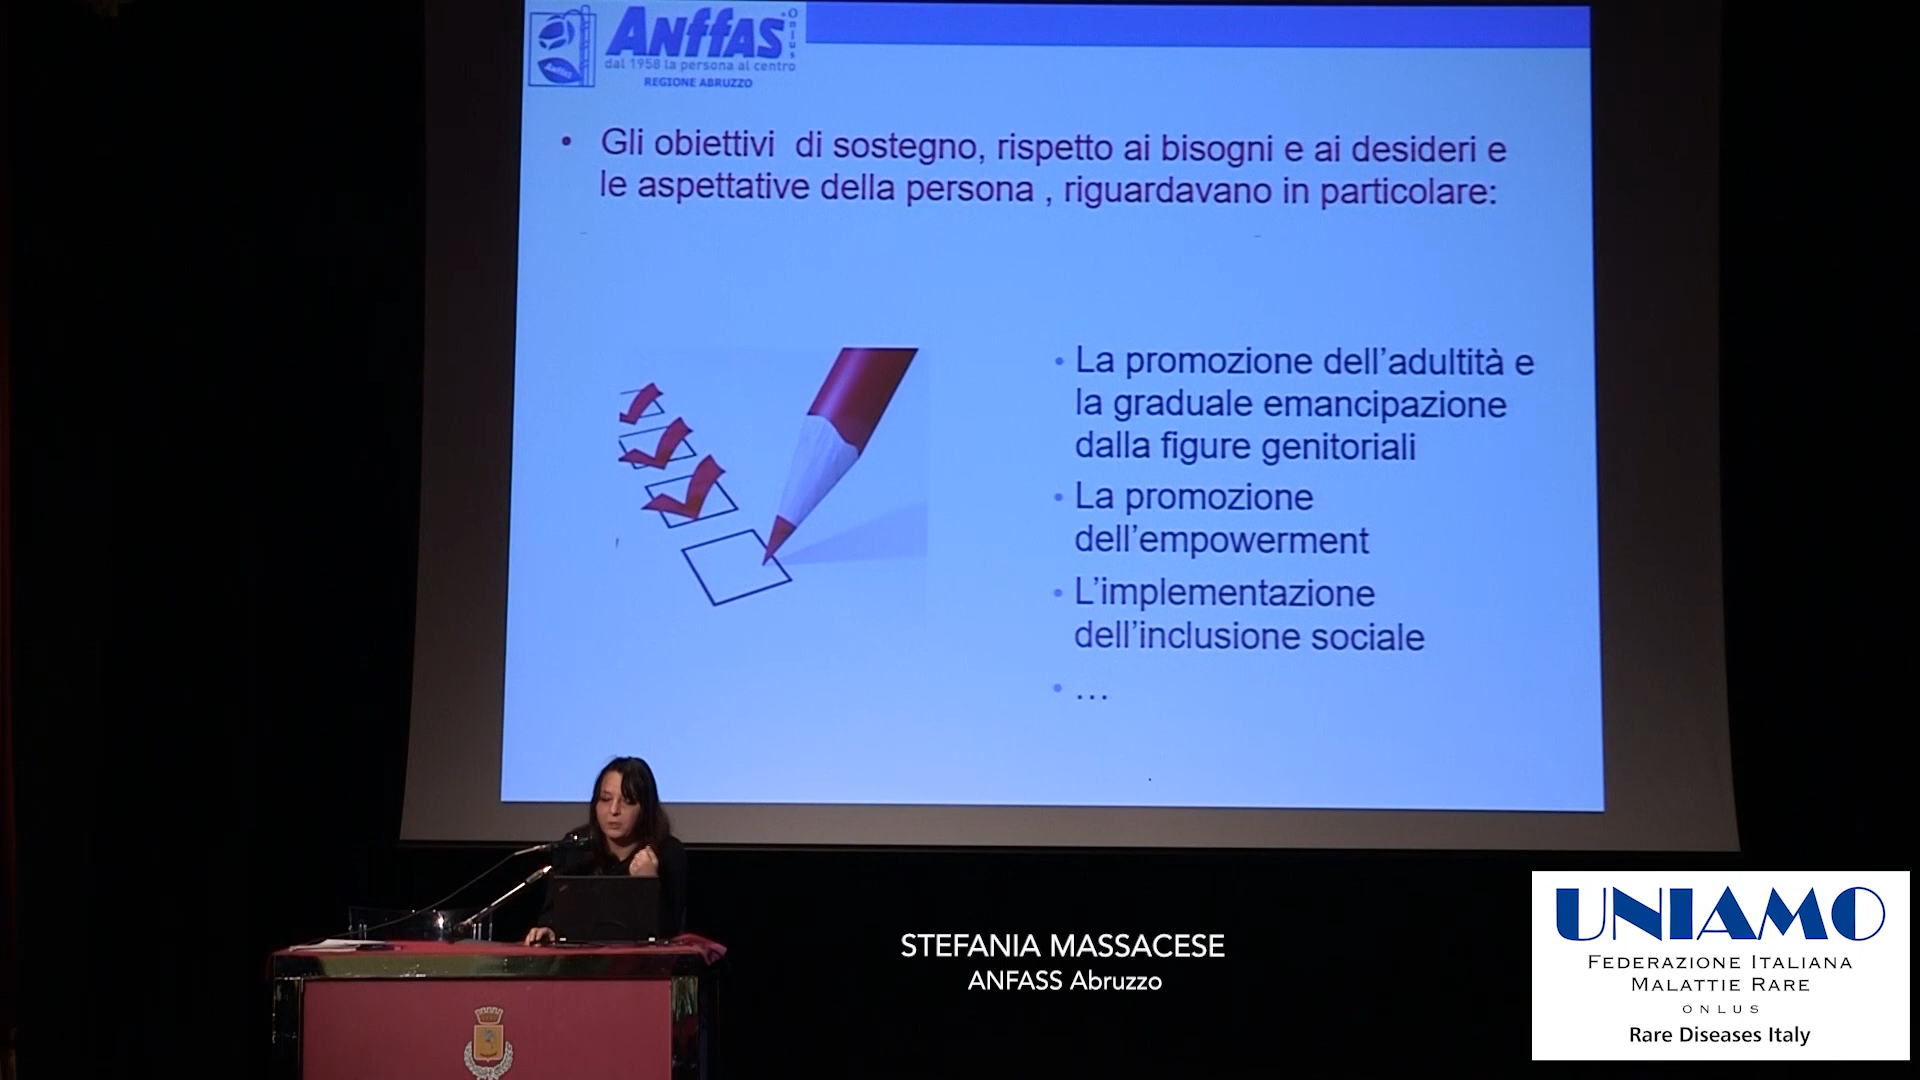 ANffAS Onlus
dal 1958 la persona al centro
REGIONE ABRUZZO
• Gli obiettivi di sostegno, rispetto ai bisogni e ai desideri e
le aspettative della persona , riguardavano in particolare:
• La promozione dell'adultità e
la graduale emancipazione
dalla figure genitoriali
• La promozione
dell'empowerment
• L'implementazione
dell'inclusione sociale
• ...
STEFANIA MASSACESE
ANFASS Abruzzo
UNIAMO
FEDERAZIONE ITALIANA
MALATTIE RARE
ONLUS
Rare Diseases Italy